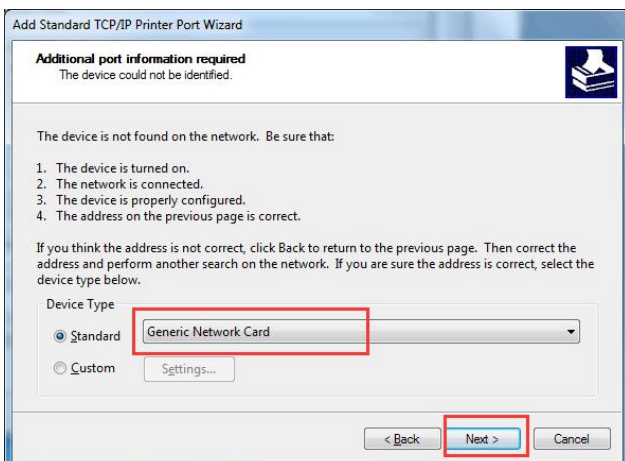 Add Standard TCP/IP Printer Port Wizard
Additional port information required
The device could not be identified.
The device is not found on the network. Be sure that:
1. The device is turned on.
2. The network is connected.
3. The device is properly configured.
4. The address on the previous page is correct.
If you think the address is not correct, click Back to return to the previous page. Then correct the
address and perform another search on the network. If you are sure the address is correct, select the
device type below.
Device Type
Standard Generic Network Card
Custom Settings...
< Back Next > Cancel